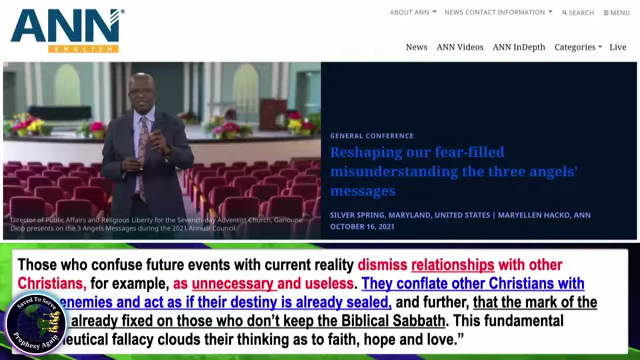 ANN
ENGLISH
ABOUT ANN NEWS CONTACT INFORMATION SEARCH MENU
News ANN Videos ANN InDepth Categories Live
GENERAL CONFERENCE
Reshaping our fear-filled
misunderstanding the three angels'
messages
SILVER SPRING, MARYLAND, UNITED STATES | MARYELLEN HACKO, ANN
OCTOBER 16, 2021
Director of Public Affairs and Religious Liberty for the Seventh-day Adventist Church, Ganoune
Diop presents on the 3 Angels Messages during the 2021 Annual Council
Those who confuse future events with current reality dismiss relationships with other
Christians, for example, as unnecessary and useless. They conflate other Christians with
enemies and act as if their destiny is already sealed, and further, that the mark of the
already fixed on those who don't keep the Biblical Sabbath. This fundamental
eutical fallacy clouds their thinking as to faith, hope and love.”
Saved To Serve
Prophesy Again